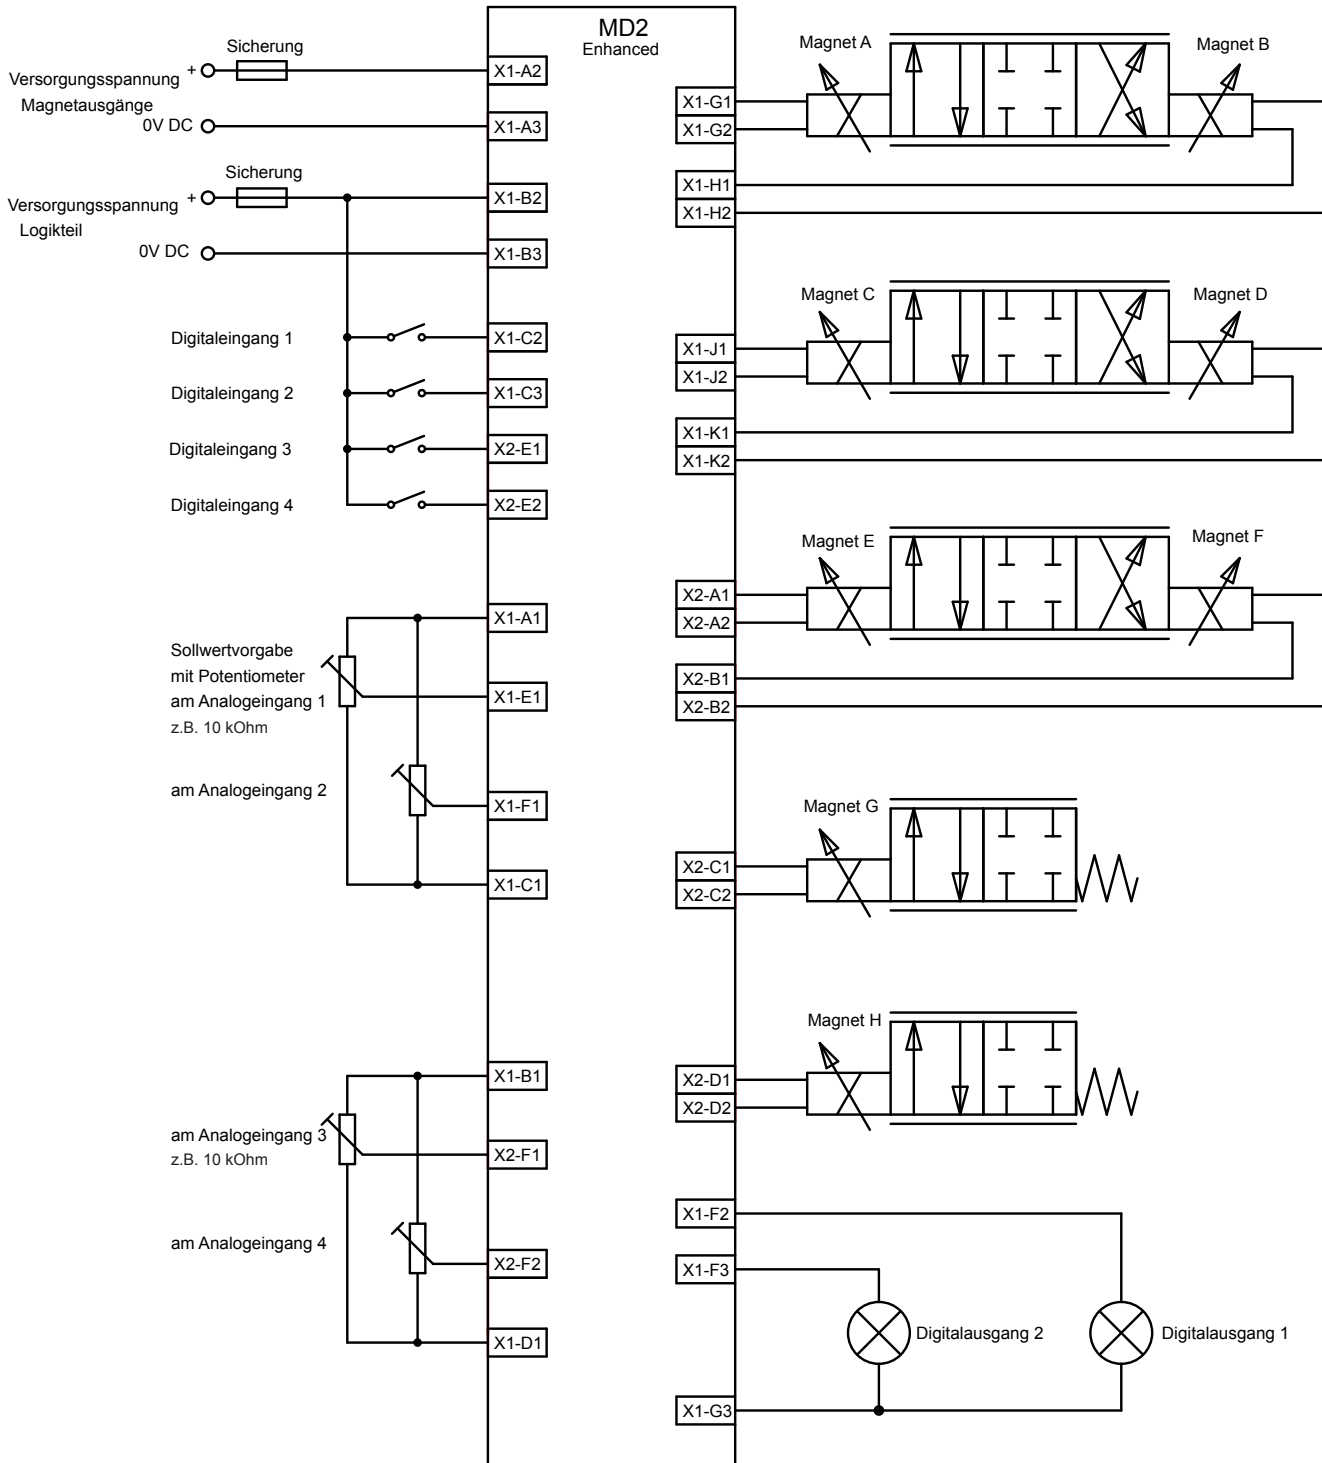 MD2
Enhanced
Sicherung
Versorgungsspannung
Magnetausgänge
+
X1-A2
0V DC
X1-A3
Sicherung
Versorgungsspannung
Logikteil
+
X1-B2
0V DC
X1-B3
Digitaleingang 1
X1-C2
Digitaleingang 2
X1-C3
Digitaleingang 3
X2-E1
Digitaleingang 4
X2-E2
X1-A1
Sollwertvorgabe
mit Potentiometer
am Analogeingang 1
z.B. 10 kOhm
X1-E1
am Analogeingang 2
X1-F1
X1-C1
X1-B1
am Analogeingang 3
z.B. 10 kOhm
X2-F1
am Analogeingang 4
X2-F2
X1-D1
Magnet A
Magnet B
X1-G1
X1-G2
X1-H1
X1-H2
Magnet C
Magnet D
X1-J1
X1-J2
X1-K1
X1-K2
Magnet E
Magnet F
X2-A1
X2-A2
X2-B1
X2-B2
Magnet G
X2-C1
X2-C2
Magnet H
X2-D1
X2-D2
X1-F2
X1-F3
Digitalausgang 2
Digitalausgang 1
X1-G3